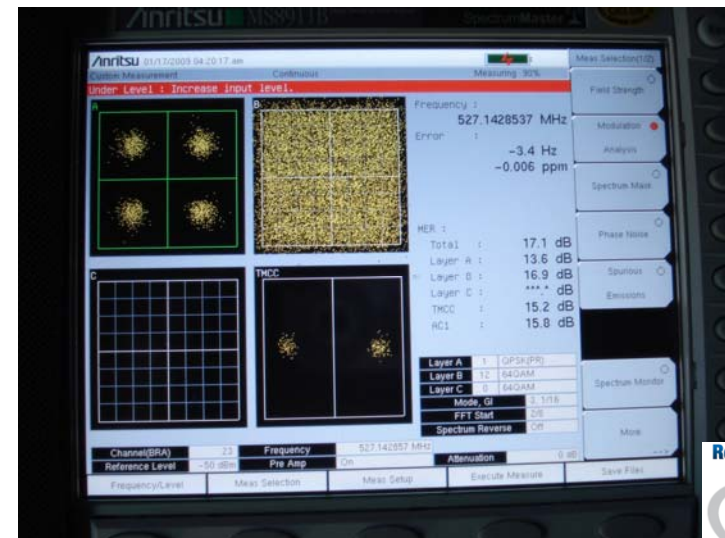 Anritsu MS8911B Spectrum Master
Anritsu 01/17/2003 04:20:17 am
Custom Measurement Continuous Measuring 90%
Under Level : Increase input level.
A
B
C
TMCC
Frequency :
527.1428537 MHz
Error :
-3.4 Hz
-0.006 ppm
MER :
Total : 17.1 dB
Layer A : 13.6 dB
Layer B : 16.9 dB
Layer C : ***.* dB
TMCC : 15.2 dB
AC1 : 15.8 dB
Layer A 1 QPSK(PR)
Layer B 12 64QAM
Layer C 0 64QAM
Mode, GI 3, 1/16
FFT Start 2/8
Spectrum Reverse Off
Channel(BRA) 23 Frequency 527.142857 MHz
Reference Level -50 dBm Pre Amp On Attenuation 0 dB
Frequency/Level Meas Selection Meas Setup Execute Measure Save Files
Meas Selection(1/2)
Field Strength
Modulation
Analysis
Spectrum Mask
Phase Noise
Spurious
Emissions
Spectrum Monitor
More
-->